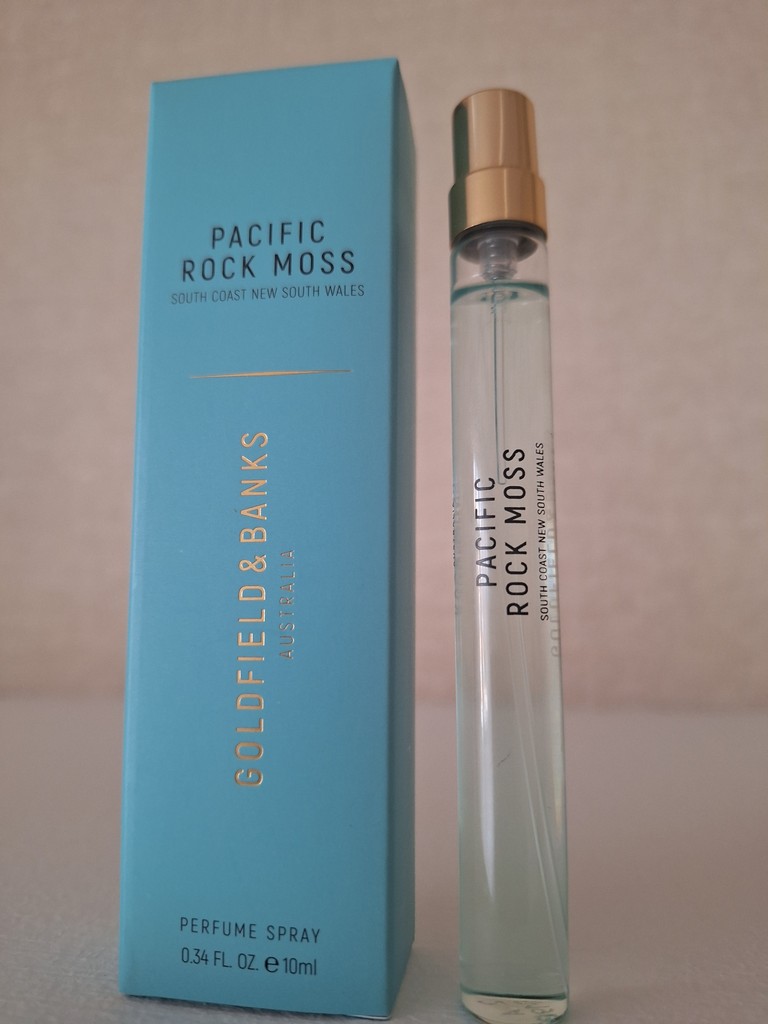 PACIFIC
ROCK MOSS
SOUTH COAST NEW SOUTH WALES
GOLDFIELD & BANKS
AUSTRALIA
PERFUME SPRAY
0.34 FL. OZ. ℮ 10ml
PACIFIC
ROCK MOSS
SOUTH COAST NEW SOUTH WALES